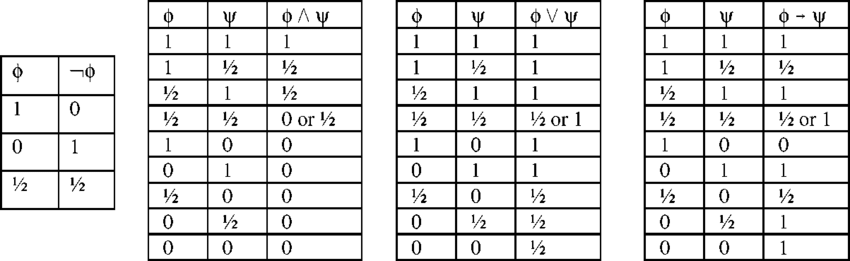 ϕ ¬ϕ
1 0
0 1
½ ½
ϕ ψ ϕ ∧ ψ
1 1 1
1 ½ ½
½ 1 ½
½ ½ 0 or ½
1 0 0
0 1 0
½ 0 0
0 ½ 0
0 0 0
ϕ ψ ϕ ∨ ψ
1 1 1
1 ½ 1
½ 1 1
½ ½ ½ or 1
1 0 1
0 1 1
½ 0 ½
0 ½ ½
0 0 ½
ϕ ψ ϕ → ψ
1 1 1
1 ½ ½
½ 1 1
½ ½ ½ or 1
1 0 0
0 1 1
½ 0 ½
0 ½ 1
0 0 1